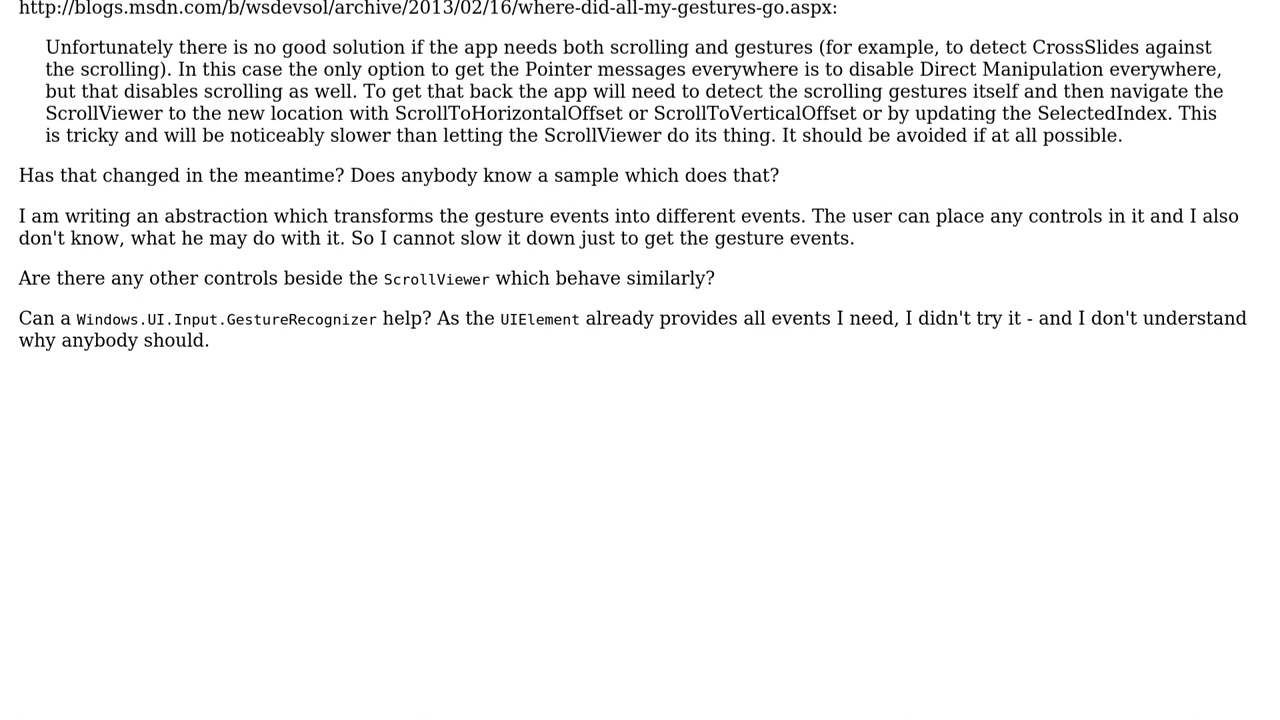 http://blogs.msdn.com/b/wsdevsol/archive/2013/02/16/where-did-all-my-gestures-go.aspx:
Unfortunately there is no good solution if the app needs both scrolling and gestures (for example, to detect CrossSlides against
the scrolling). In this case the only option to get the Pointer messages everywhere is to disable Direct Manipulation everywhere,
but that disables scrolling as well. To get that back the app will need to detect the scrolling gestures itself and then navigate the
ScrollViewer to the new location with ScrollToHorizontalOffset or ScrollToVerticalOffset or by updating the SelectedIndex. This
is tricky and will be noticeably slower than letting the ScrollViewer do its thing. It should be avoided if at all possible.
Has that changed in the meantime? Does anybody know a sample which does that?
I am writing an abstraction which transforms the gesture events into different events. The user can place any controls in it and I also
don't know, what he may do with it. So I cannot slow it down just to get the gesture events.
Are there any other controls beside the ScrollViewer which behave similarly?
Can a Windows.UI.Input.GestureRecognizer help? As the UIElement already provides all events I need, I didn't try it - and I don't understand
why anybody should.